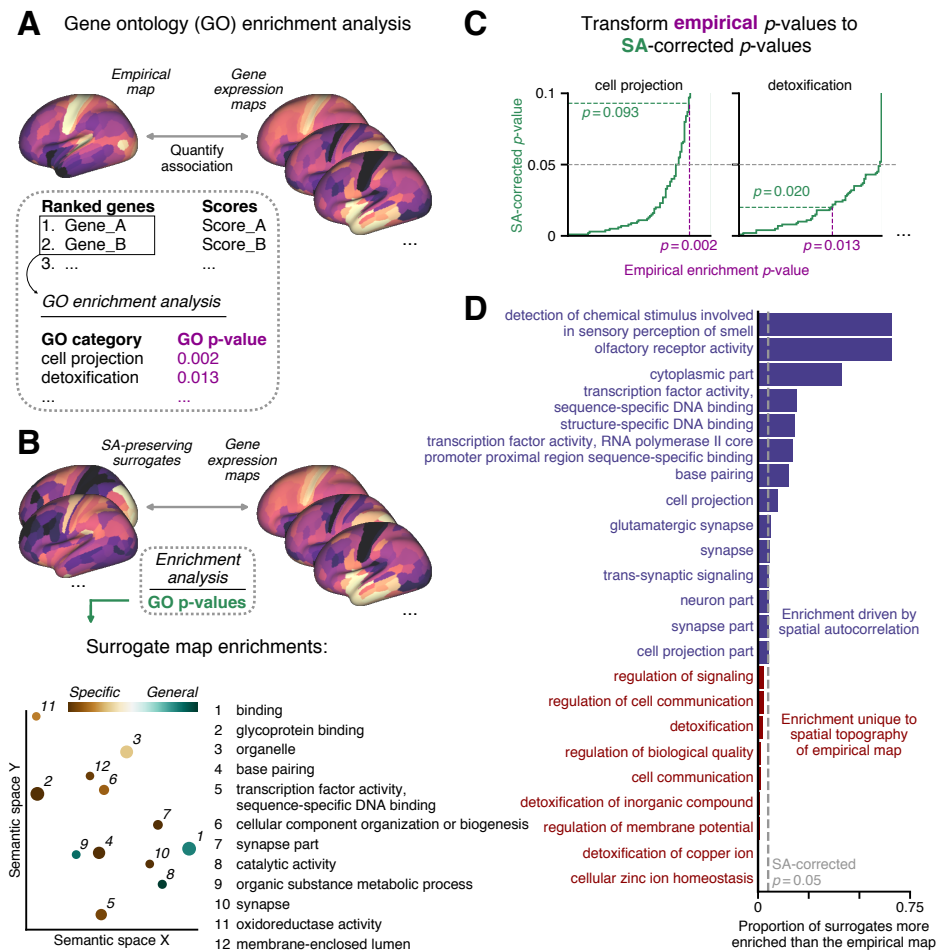 A
Gene ontology (GO) enrichment analysis
Empirical
map
Gene
expression
maps
Quantify
association
...
Ranked genes
Scores
1. Gene_A
Score_A
2. Gene_B
Score_B
3. ...
...
GO enrichment analysis
GO category
GO p-value
cell projection
0.002
detoxification
0.013
...
...
B
SA-preserving
surrogates
Gene
expression
maps
...
...
Enrichment
analysis
GO p-values
Surrogate map enrichments:
Specific
General
11
3
12
6
2
7
1
9
4
10
8
5
Semantic space Y
Semantic space X
1 binding
2 glycoprotein binding
3 organelle
4 base pairing
5 transcription factor activity,
sequence-specific DNA binding
6 cellular component organization or biogenesis
7 synapse part
8 catalytic activity
9 organic substance metabolic process
10 synapse
11 oxidoreductase activity
12 membrane-enclosed lumen
C
Transform empirical p-values to
SA-corrected p-values
SA-corrected p-value
cell projection
detoxification
0.1
0.05
0
p=0.093
p=0.020
p=0.002
p=0.013
...
Empirical enrichment p-value
D
detection of chemical stimulus involved
in sensory perception of smell
olfactory receptor activity
cytoplasmic part
transcription factor activity,
sequence-specific DNA binding
structure-specific DNA binding
transcription factor activity, RNA polymerase II core
promoter proximal region sequence-specific binding
base pairing
cell projection
glutamatergic synapse
synapse
trans-synaptic signaling
neuron part
synapse part
cell projection part
Enrichment driven by
spatial autocorrelation
regulation of signaling
regulation of cell communication
detoxification
regulation of biological quality
cell communication
detoxification of inorganic compound
regulation of membrane potential
detoxification of copper ion
cellular zinc ion homeostasis
Enrichment unique to
spatial topography
of empirical map
SA-corrected
p=0.05
0
0.75
Proportion of surrogates more
enriched than the empirical map